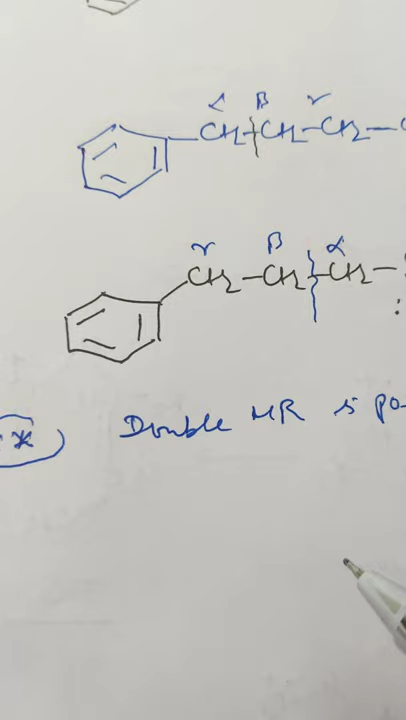 α β γ
CH2-CH2-CH2-C
γ β α
CH2-CH2-CH2-
* Double MR is po